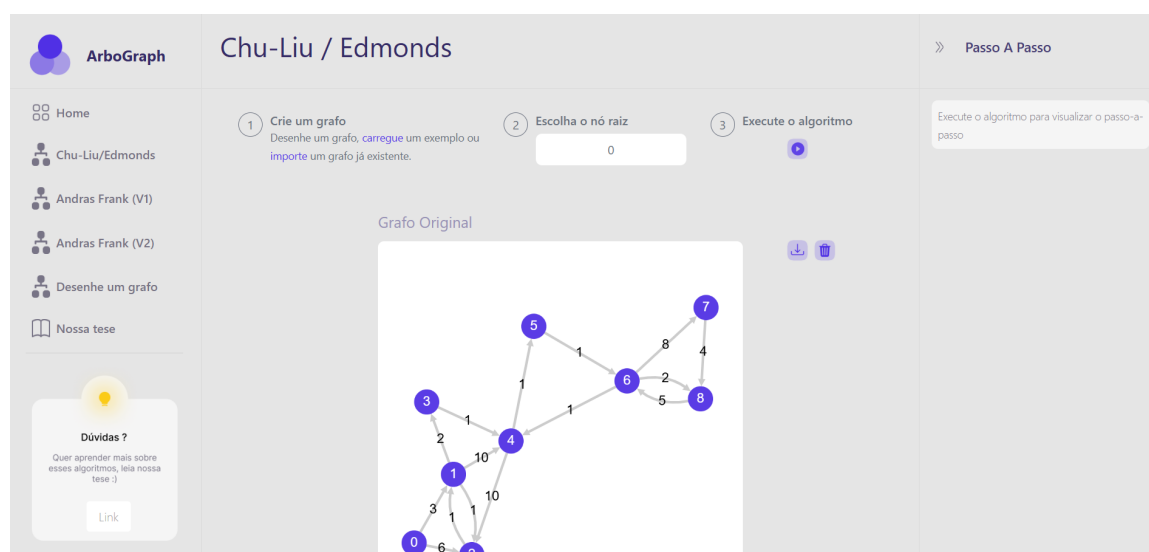 ArboGraph
Home
Chu-Liu/Edmonds
Andras Frank (V1)
Andras Frank (V2)
Desenhe um grafo
Nossa tese
Dúvidas ?
Quer aprender mais sobre
esses algoritmos, leia nossa
tese :)
Link
Chu-Liu / Edmonds
1
Crie um grafo
Desenhe um grafo, carregue um exemplo ou
importe um grafo já existente.
2
Escolha o nó raiz
0
3
Execute o algoritmo
Grafo Original
7
5
8
1
4
6
2
1
5
8
3
1
1
2
4
10
1
10
3
1
1
0
6
Passo A Passo
Execute o algoritmo para visualizar o passo-a-
passo